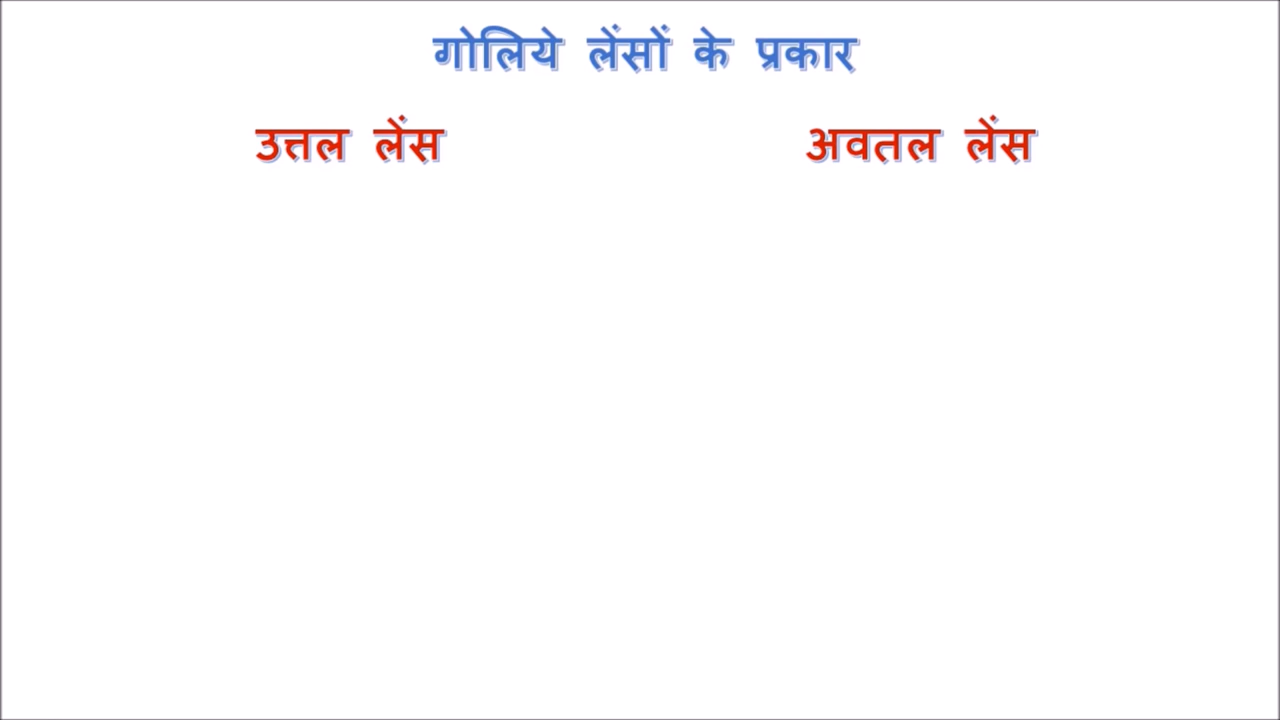 गोलिये लेंसों के प्रकार
उत्तल लेंस
अवतल लेंस